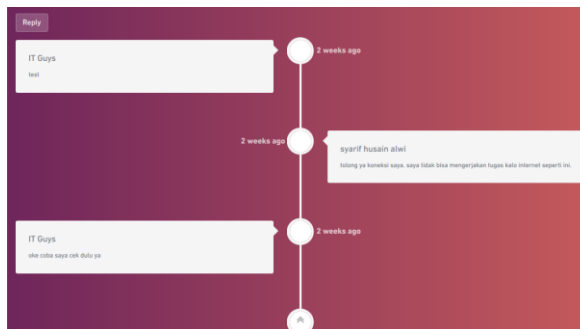 Reply
IT Guys
2 weeks ago
test
2 weeks ago
syarif husain alwi
tolong ya koneksi saya. saya tidak bisa mengerjakan tugas kalo internet seperti ini.
IT Guys
2 weeks ago
oke coba saya cek dulu ya